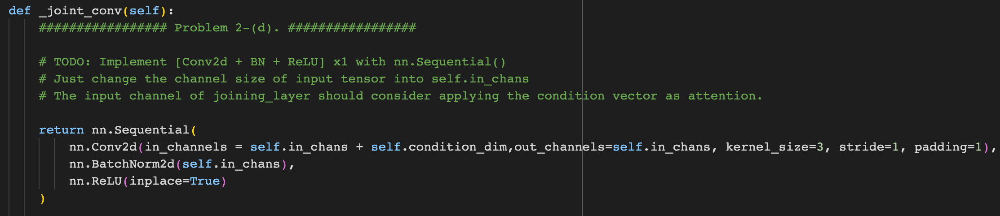 def _joint_conv(self):
################# Problem 2-(d). #################
# TODO: Implement [Conv2d + BN + ReLU] x1 with nn.Sequential()
# Just change the channel size of input tensor into self.in_chans
# The input channel of joining_layer should consider applying the condition vector as attention.
return nn.Sequential(
nn.Conv2d(in_channels = self.in_chans + self.condition_dim,out_channels=self.in_chans, kernel_size=3, stride=1, padding=1),
nn.BatchNorm2d(self.in_chans),
nn.ReLU(inplace=True)
)